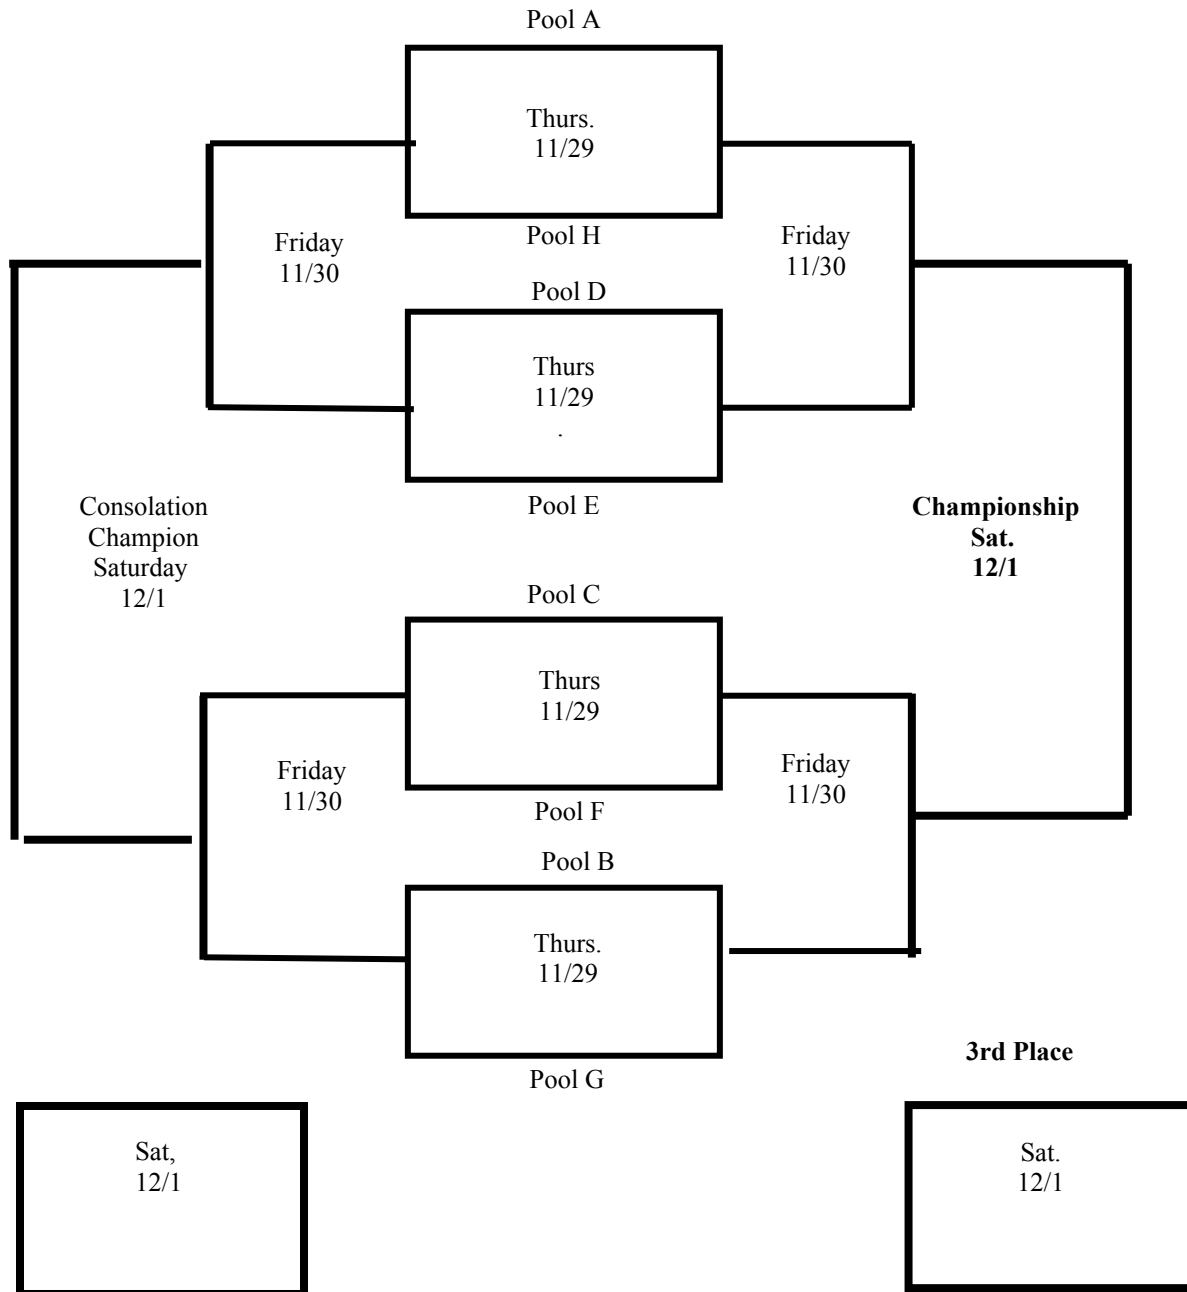 Pool A
Thurs.
11/29
Pool H
Friday
11/30
Friday
11/30
Pool D
Thurs
11/29
.
Pool E
Consolation
Champion
Saturday
12/1
Championship
Sat.
12/1
Pool C
Thurs
11/29
Friday
11/30
Friday
11/30
Pool F
Pool B
Thurs.
11/29
Pool G
3rd Place
Sat,
12/1
Sat.
12/1